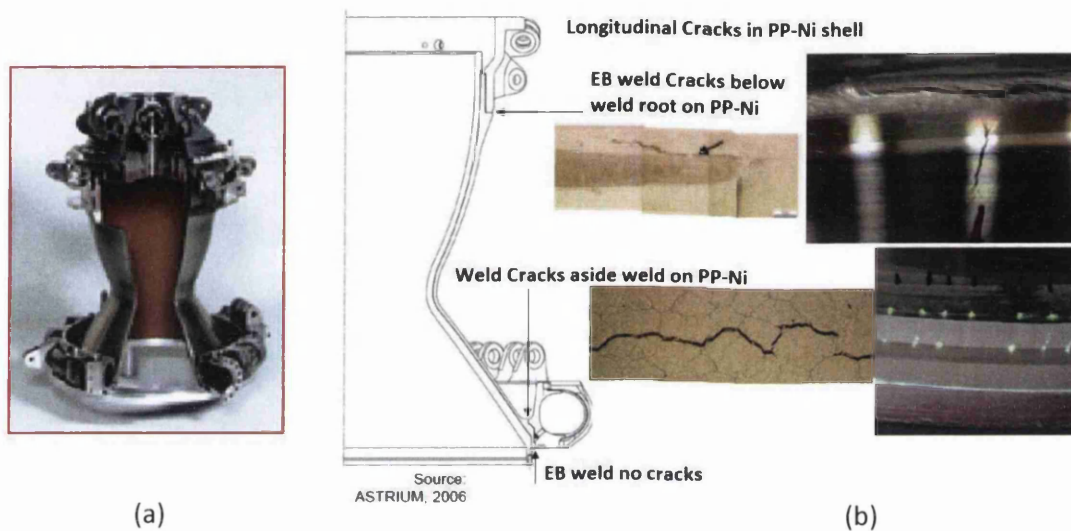 Longitudinal Cracks in PP-Ni shell
EB weld Cracks below
weld root on PP-Ni
Weld Cracks aside weld on PP-Ni
EB weld no cracks
Source:
ASTRIUM, 2006
(a)
(b)